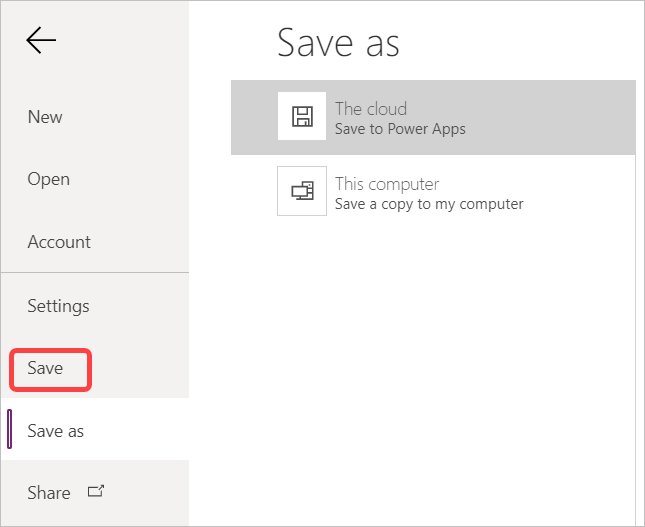 Save as
New
Open
Account
Settings
Save
Save as
Share
The cloud
Save to Power Apps
This computer
Save a copy to my computer